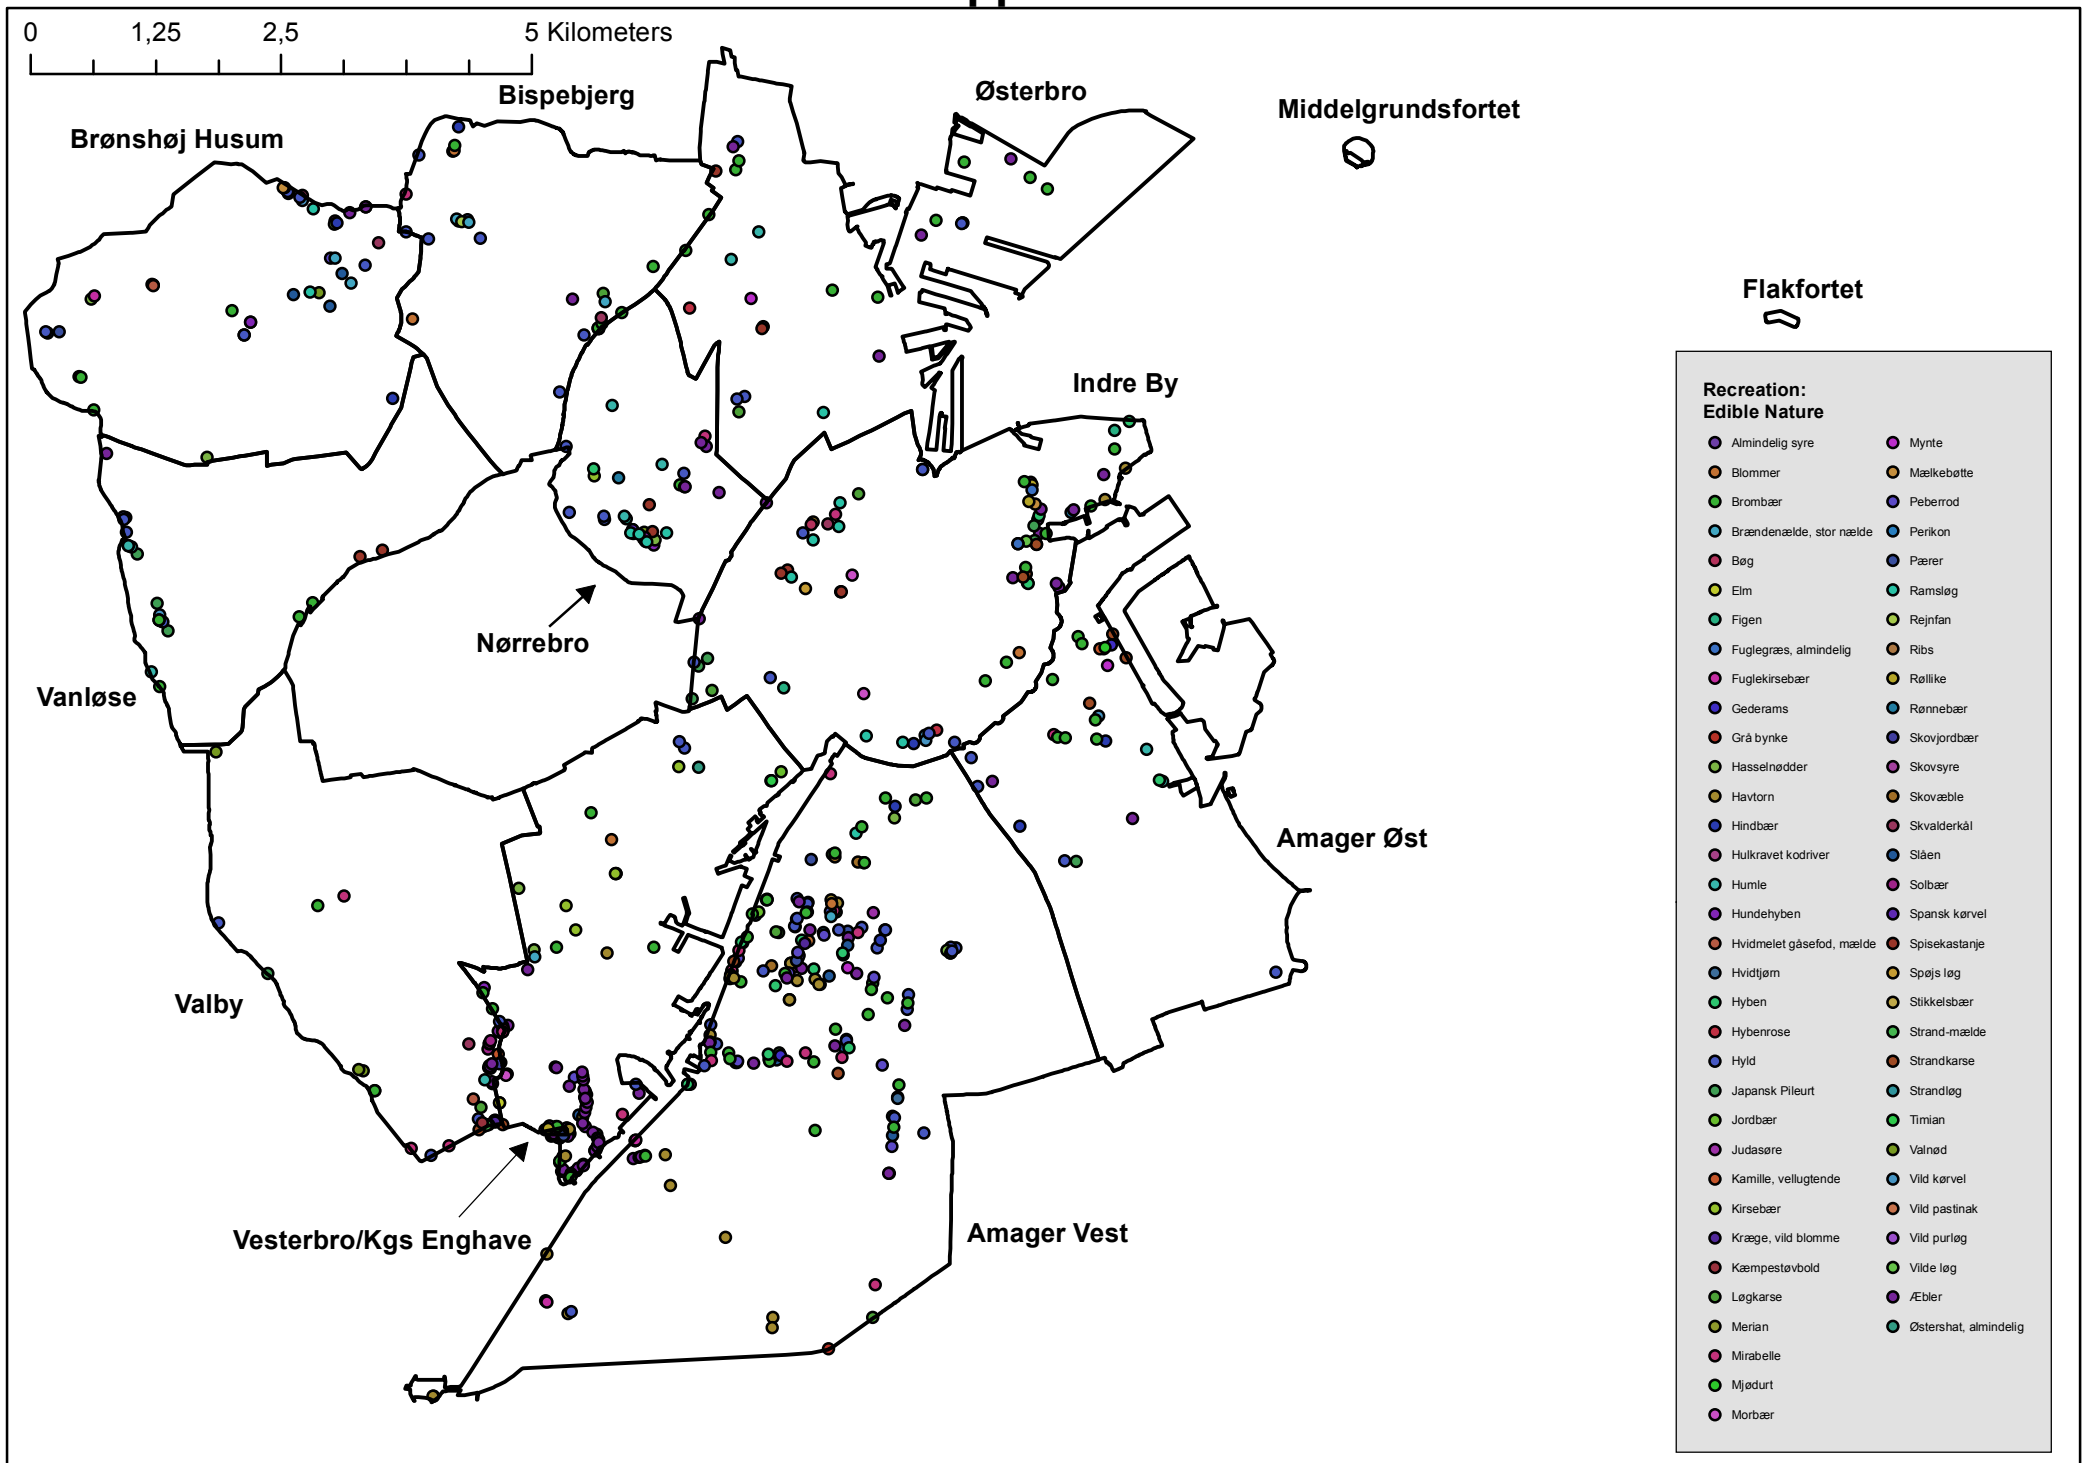 0 1,25 2,5 5 Kilometers
Bispebjerg
Østerbro
Middelgrundsfortet
Brønshøj Husum
Flakfortet
Indre By
Nørrebro
Vanløse
Amager Øst
Valby
Vesterbro/Kgs Enghave
Amager Vest
Recreation:
Edible Nature
Almindelig syre
Blommer
Brombær
Brændenælde, stor nælde
Bøg
Elm
Figen
Fuglegræs, almindelig
Fuglekirsebær
Gederams
Grå bynke
Hasselnødder
Havtorn
Hindbær
Hulkravet kodriver
Humle
Hundehyben
Hvidmelet gåsefod, mælde
Hvidtjørn
Hyben
Hybenrose
Hyld
Japansk Pileurt
Jordbær
Judasøre
Kamille, vellugtende
Kirsebær
Kræge, vild blomme
Kæmpestøvbold
Løgkarse
Merian
Mirabelle
Mjødurt
Morbær
Mynte
Mælkebøtte
Peberrod
Perikon
Pærer
Ramsløg
Rejnfan
Ribs
Røllike
Rønnebær
Skovjordbær
Skovsyre
Skovæble
Skvalderkål
Slåen
Solbær
Spansk kørvel
Spisekastanje
Spøjs løg
Stikkelsbær
Strand-mælde
Strandkarse
Strandløg
Timian
Valnød
Vild kørvel
Vild pastinak
Vild purløg
Vilde løg
Æbler
Østershat, almindelig